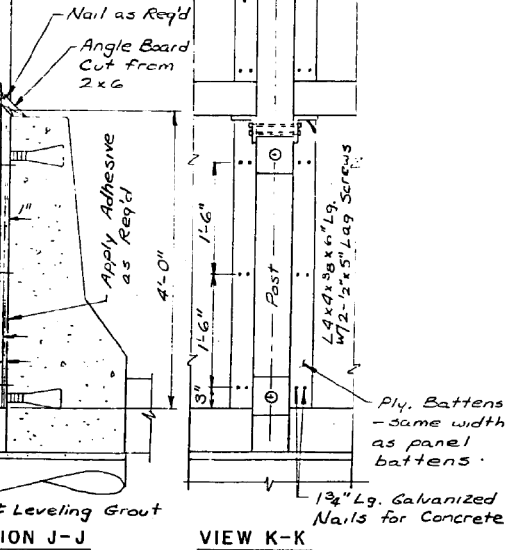 Nail as Req'd
Angle Board
Cut from
2x6
Apply Adhesive
as Req'd
1"
4'-0"
1'-6"
1'-6"
3"
Post
L4x4x3/8x6" Lg.
W/2-1/2"x5" Lag Screws
Ply. Battens
- same width
as panel
battens.
1 3/4" Lg. Galvanized
Nails for Concrete
Leveling Grout
ION J-J
VIEW K-K